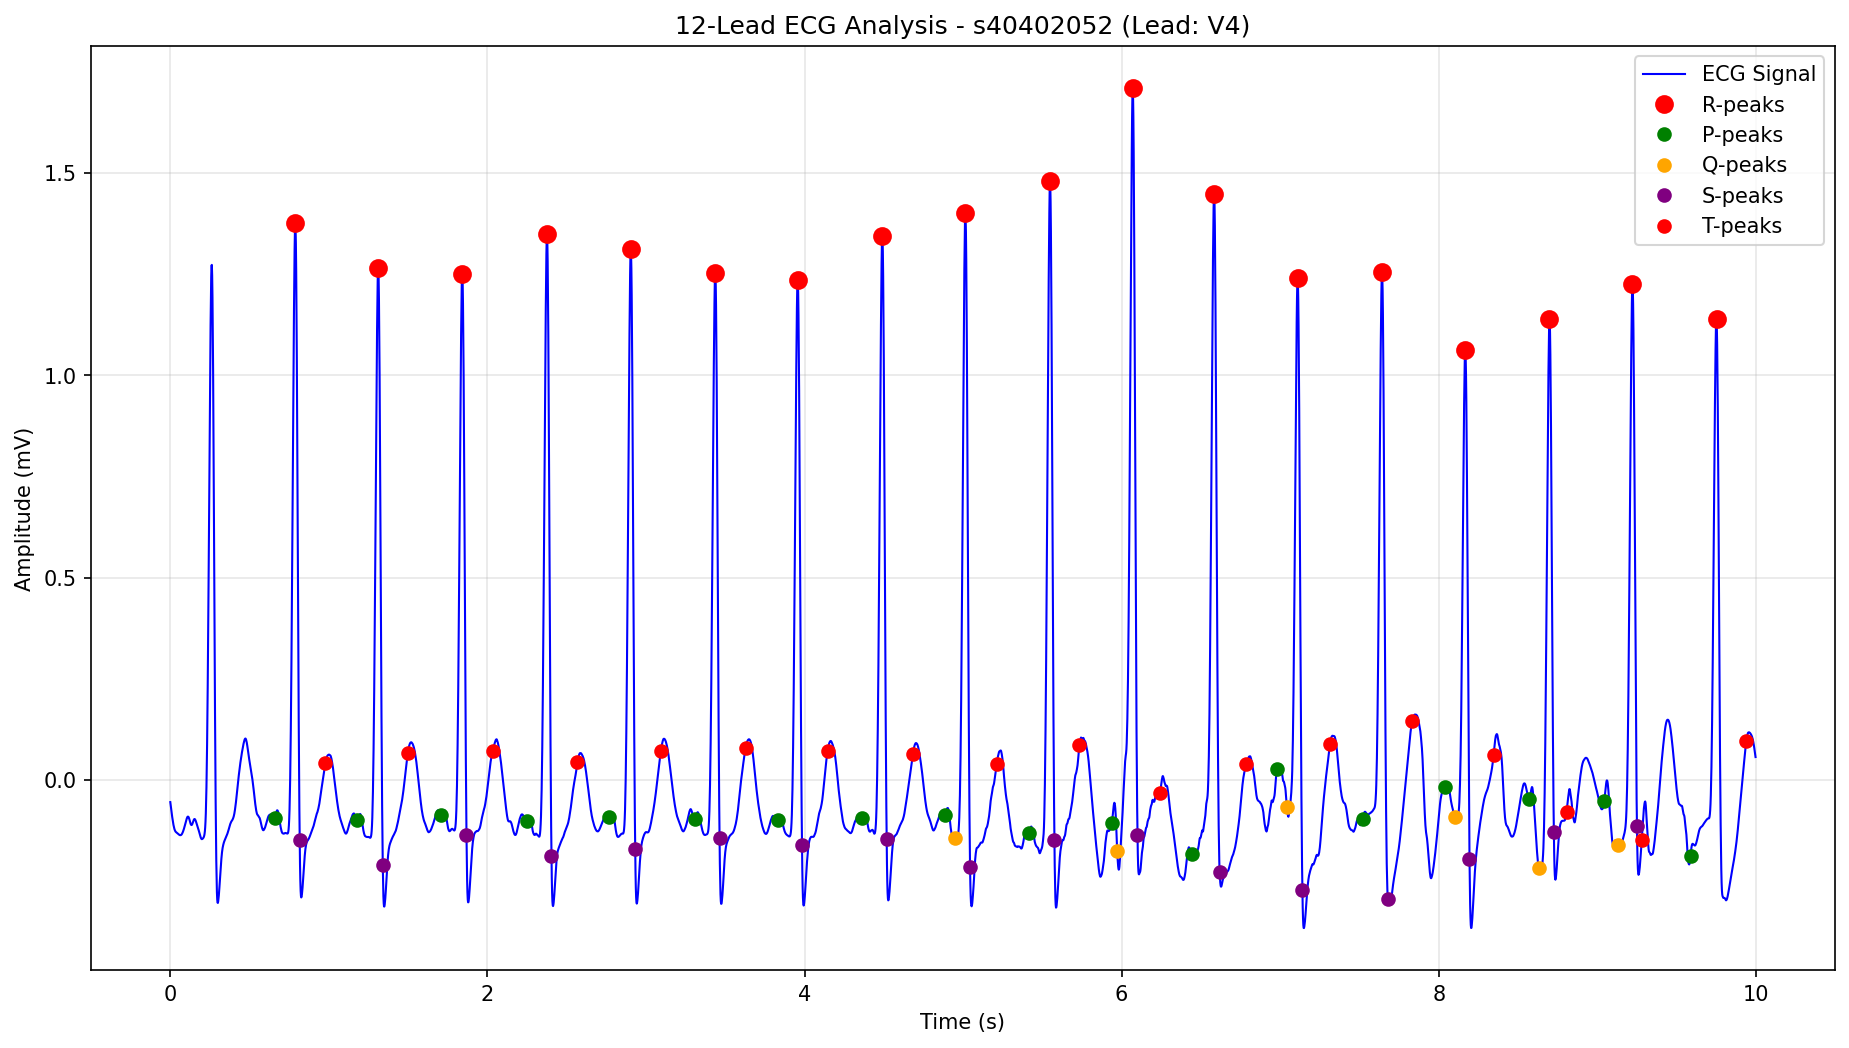 12-Lead ECG Analysis - s40402052 (Lead: V4)
ECG Signal
R-peaks
P-peaks
Q-peaks
S-peaks
T-peaks
Amplitude (mV)
1.5
1.0
0.5
0.0
0
2
4
6
8
10
Time (s)